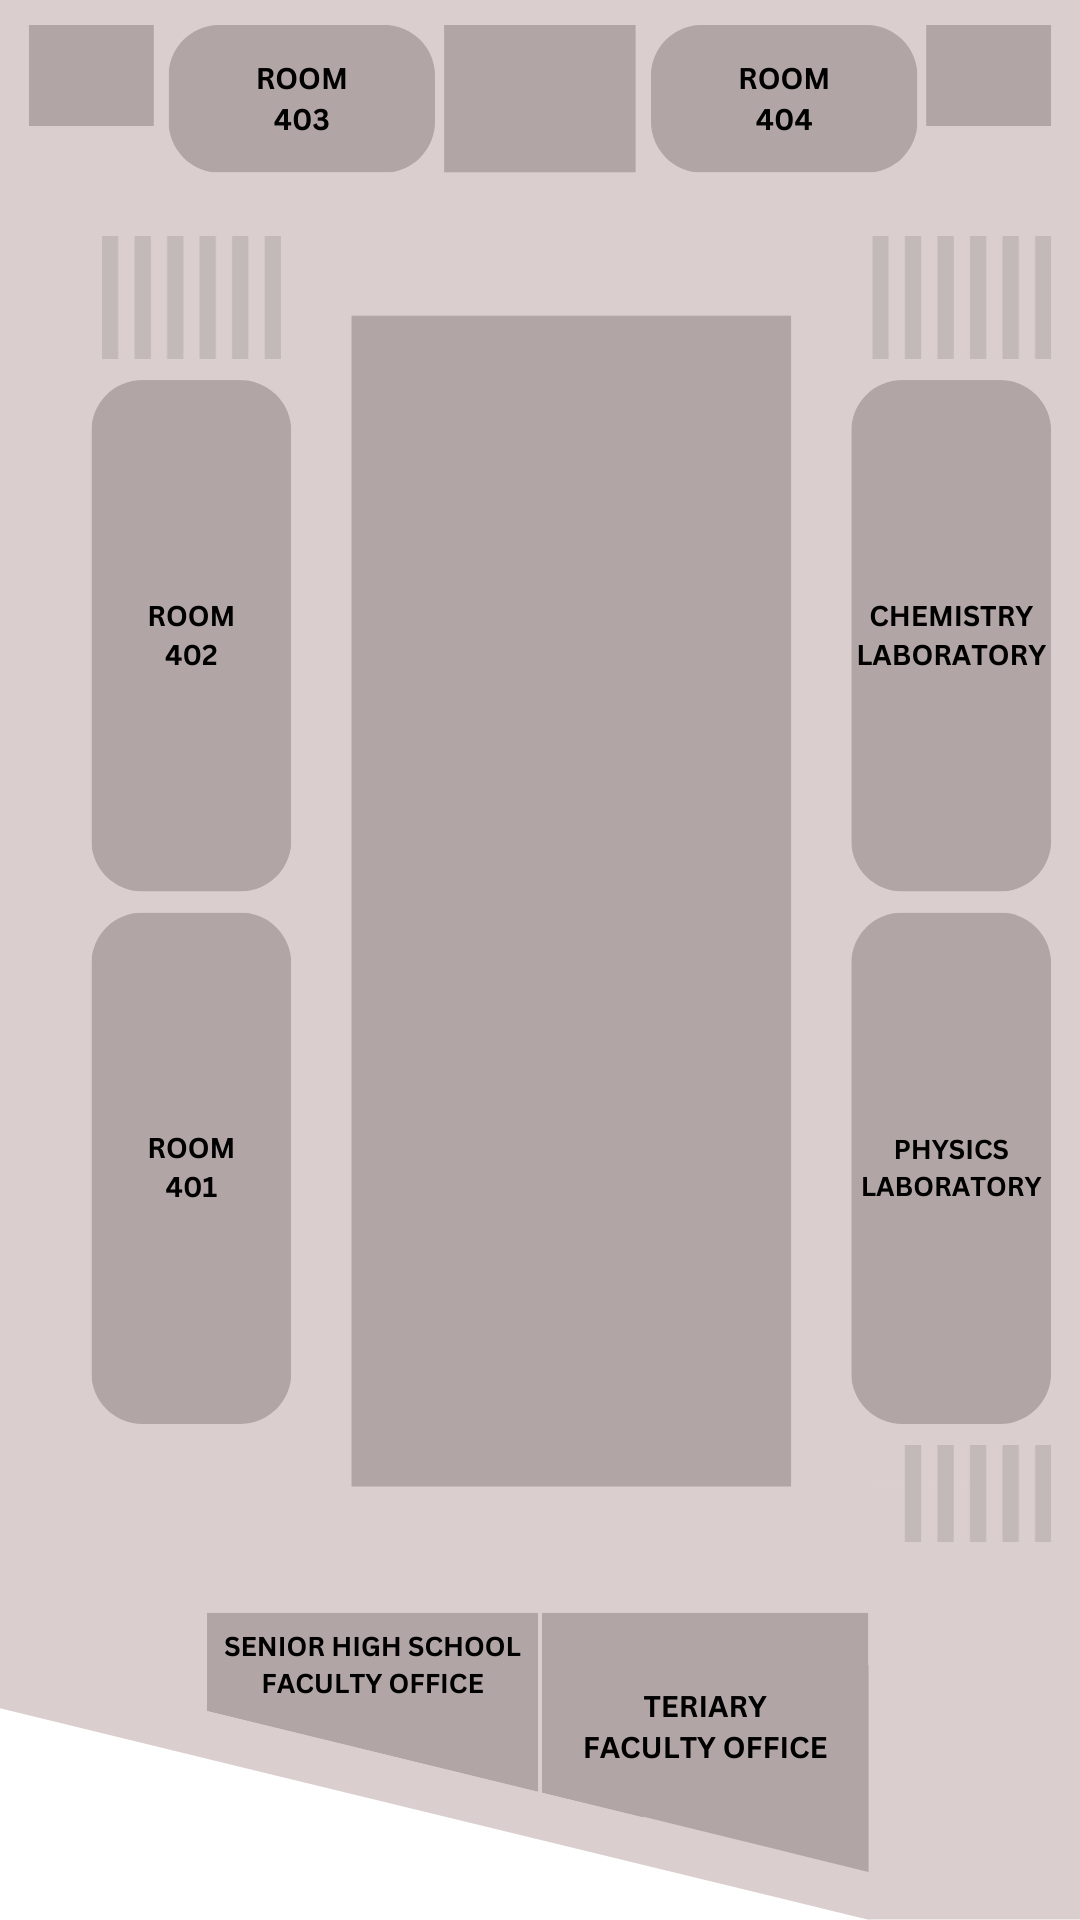 ROOM
403
ROOM
404
ROOM
402
CHEMISTRY
LABORATORY
ROOM
401
PHYSICS
LABORATORY
SENIOR HIGH SCHOOL
FACULTY OFFICE
TERIARY
FACULTY OFFICE